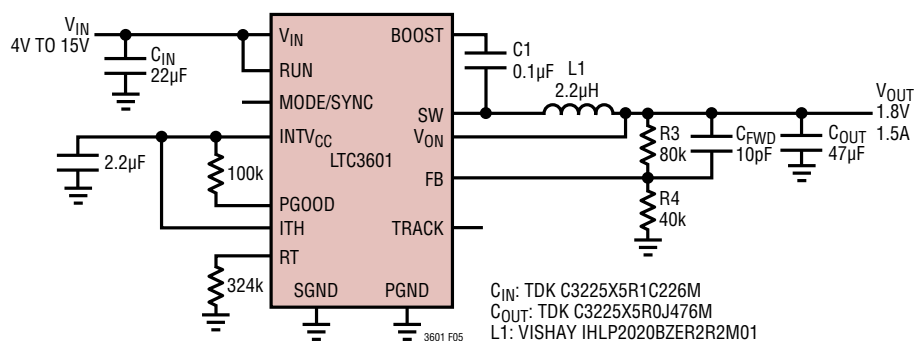 VIN
4V TO 15V
CIN
22µF
VIN
RUN
MODE/SYNC
INTVCC
LTC3601
PGOOD
ITH
RT
SGND
PGND
BOOST
SW
VON
FB
TRACK
2.2µF
100k
324k
C1
0.1µF
L1
2.2µH
R3
80k
CFWD
10pF
COUT
47µF
R4
40k
VOUT
1.8V
1.5A
3601 F05
CIN: TDK C3225X5R1C226M
COUT: TDK C3225X5R0J476M
L1: VISHAY IHLP2020BZER2R2M01